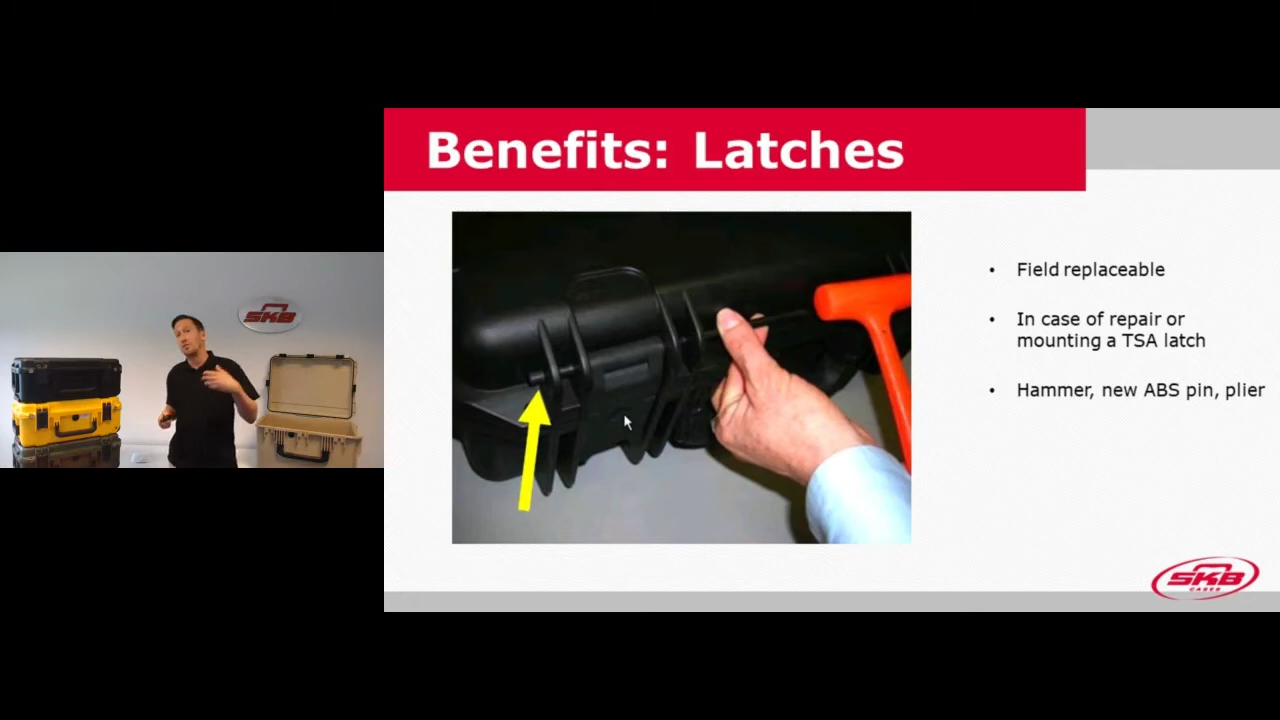 Benefits: Latches
SKB
• Field replaceable
• In case of repair or
mounting a TSA latch
• Hammer, new ABS pin, plier
SKB
CASES